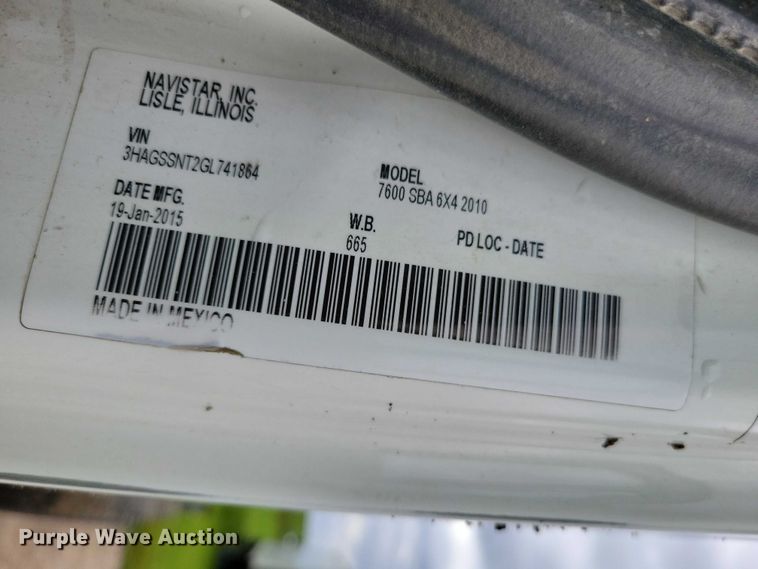 NAVISTAR, INC.
LISLE, ILLINOIS
VIN
3HAGSSNT2GL741864
MODEL
7600 SBA 6X4 2010
DATE MFG.
19-Jan-2015
W.B.
665
PD LOC - DATE
MADE IN MEXICO
Purple Wave Auction